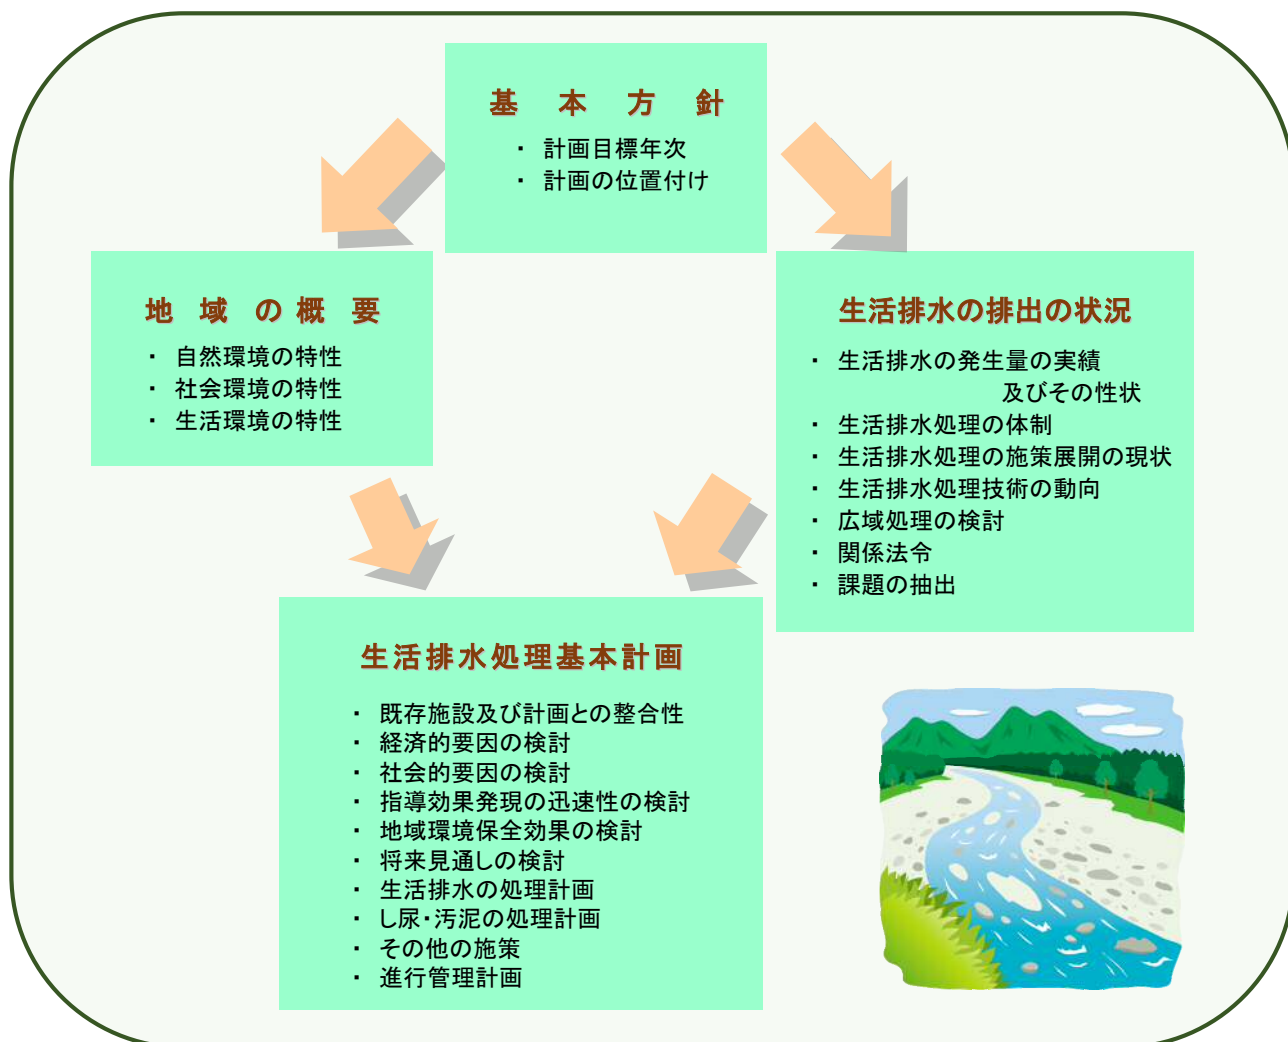 基本方針
・計画目標年次
・計画の位置付け
地域の概要
・自然環境の特性
・社会環境の特性
・生活環境の特性
生活排水の排出の状況
・生活排水の発生量の実績
及びその性状
・生活排水処理の体制
・生活排水処理の施策展開の現状
・生活排水処理技術の動向
・広域処理の検討
・関係法令
・課題の抽出
生活排水処理基本計画
・既存施設及び計画との整合性
・経済的要因の検討
・社会的要因の検討
・指導効果発現の迅速性の検討
・地域環境保全効果の検討
・将来見通しの検討
・生活排水の処理計画
・し尿・汚泥の処理計画
・その他の施策
・進行管理計画